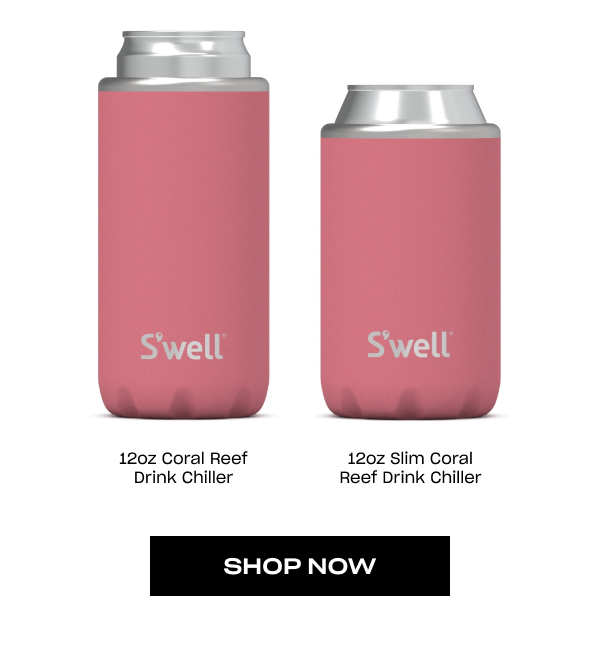 S'well®
S'well®
12oz Coral Reef
Drink Chiller
12oz Slim Coral
Reef Drink Chiller
SHOP NOW